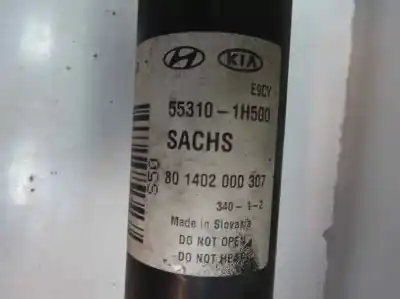 KIA
E9CY
55310-1H500
SACHS
80 1402 000 307
SSD
340-1-2
Made in Slovakia
DO NOT OPEN
DO NOT HEAT